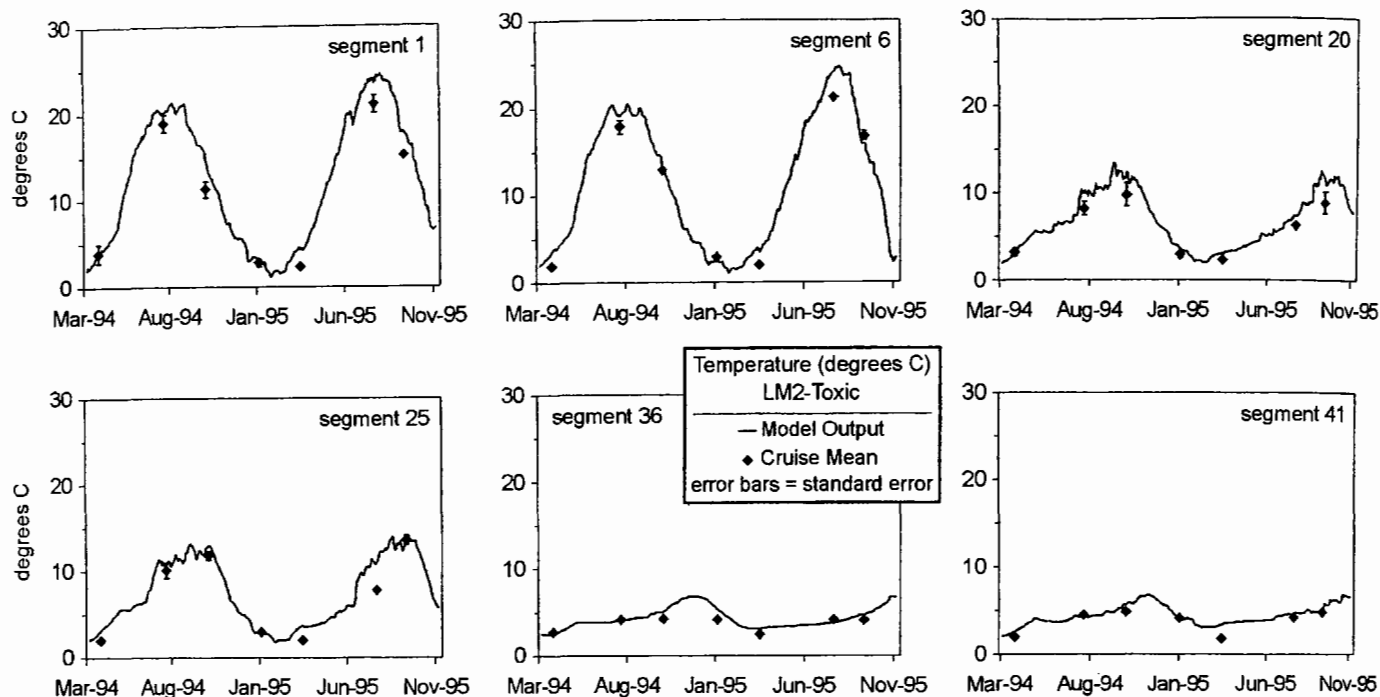 segment 1
degrees C
30
20
10
0
Mar-94 Aug-94 Jan-95 Jun-95 Nov-95
segment 6
30
20
10
0
Mar-94 Aug-94 Jan-95 Jun-95 Nov-95
segment 20
30
20
10
0
Mar-94 Aug-94 Jan-95 Jun-95 Nov-95
segment 25
degrees C
30
20
10
0
Mar-94 Aug-94 Jan-95 Jun-95 Nov-95
segment 36
30
20
10
0
Mar-94 Aug-94 Jan-95 Jun-95 Nov-95
Temperature (degrees C)
LM2-Toxic
Model Output
Cruise Mean
error bars = standard error
segment 41
30
20
10
0
Mar-94 Aug-94 Jan-95 Jun-95 Nov-95